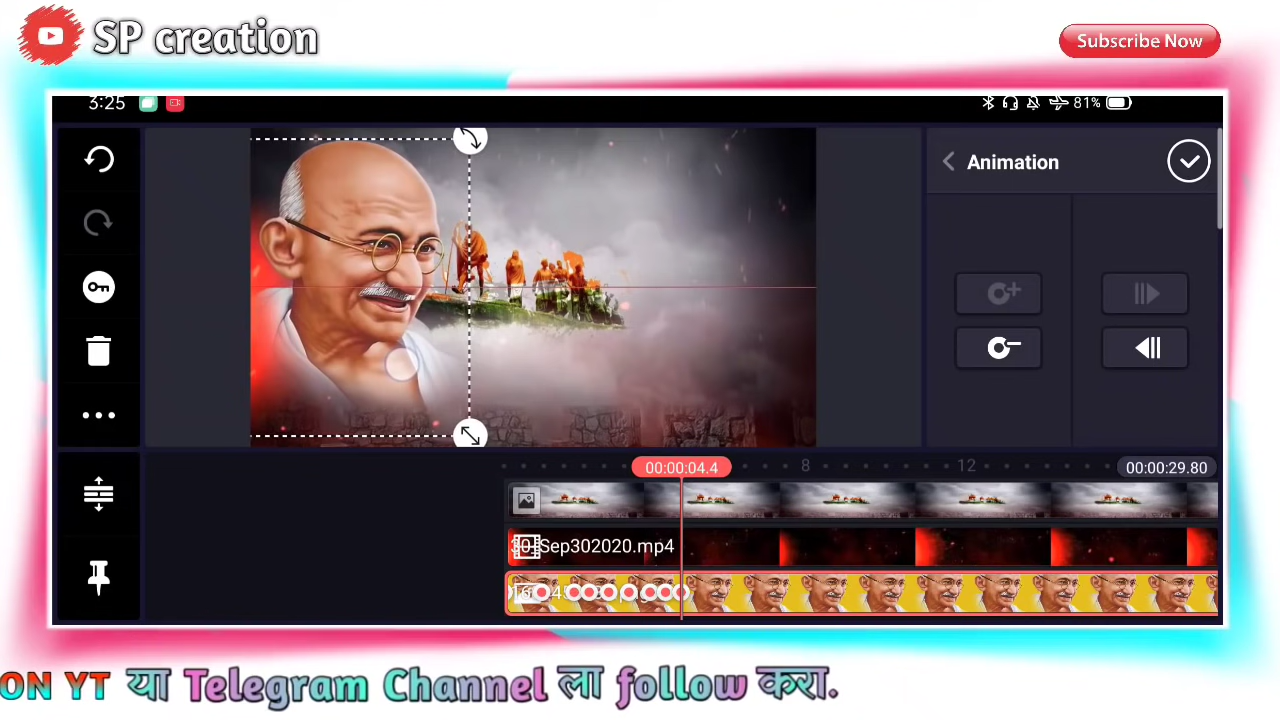 SP creation
Subscribe Now
3:25
81%
Animation
00:00:04.4
8
12
00:00:29.80
Sep302020.mp4
ON YT या Telegram Channel ला follow करा.